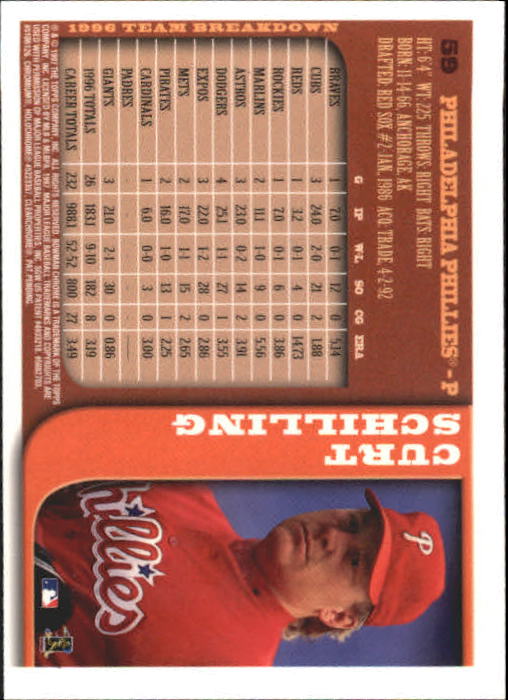 59 PHILADELPHIA PHILLIES® - P
HT: 6'4" WT: 225 THROWS: RIGHT BATS: RIGHT
BORN: 11-14-66 ANCHORAGE, AK
DRAFTED: RED SOX #2-JAN, 1986 ACQ: TRADE 4-2-92
G IP W-L SO CG ERA
BRAVES 1 7.0 0-1 12 0 5.14
CUBS 3 24.0 2-0 21 2 1.88
REDS 1 3.2 0-1 4 0 14.73
ROCKIES 1 7.0 1-0 6 0 3.86
MARLINS 2 11.1 1-0 9 0 5.56
ASTROS 3 23.0 0-2 14 2 3.91
DODGERS 4 25.1 1-1 27 1 3.55
EXPOS 3 22.0 1-2 28 0 2.86
METS 2 17.0 1-1 15 2 2.65
PIRATES 2 16.0 1-0 13 1 2.25
CARDINALS 1 6.0 0-0 3 0 3.00
PADRES
GIANTS 3 21.0 2-1 30 0 0.86
1996 TOTALS 26 183.1 9-10 182 8 3.19
CAREER TOTALS 232 988.1 52-52 800 27 3.49
1996 TEAM BREAKDOWN
CURT
SCHILLING
P
Phillies